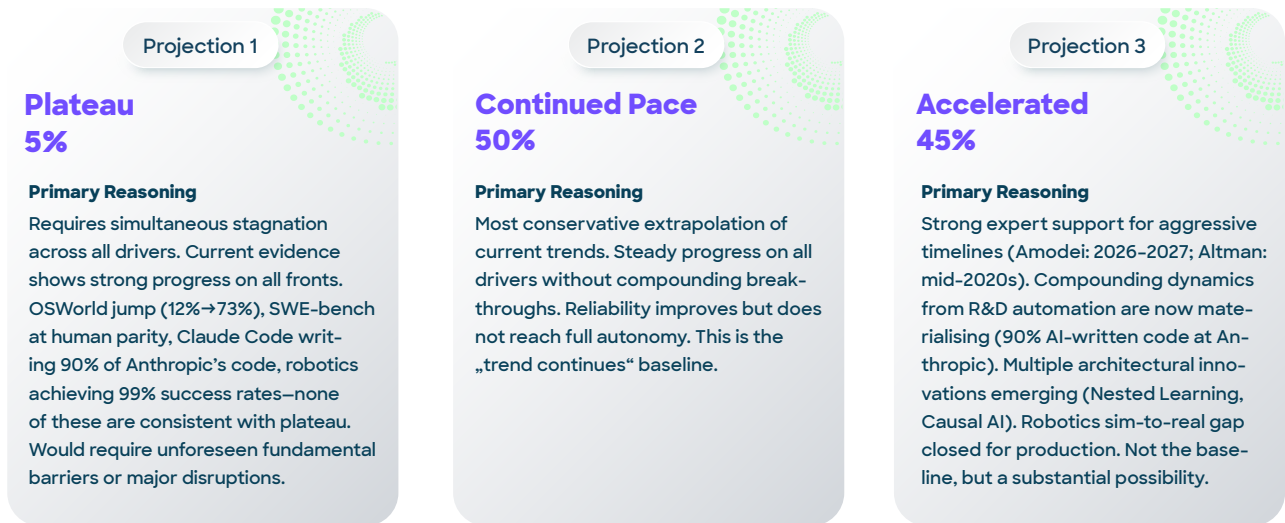 Projection 1
Plateau
5%
Primary Reasoning
Requires simultaneous stagnation
across all drivers. Current evidence
shows strong progress on all fronts.
OSWorld jump (12%→73%), SWE-bench
at human parity, Claude Code writ-
ing 90% of Anthropic's code, robotics
achieving 99% success rates—none
of these are consistent with plateau.
Would require unforeseen fundamental
barriers or major disruptions.
Projection 2
Continued Pace
50%
Primary Reasoning
Most conservative extrapolation of
current trends. Steady progress on all
drivers without compounding break-
throughs. Reliability improves but does
not reach full autonomy. This is the
„trend continues“ baseline.
Projection 3
Accelerated
45%
Primary Reasoning
Strong expert support for aggressive
timelines (Amodei: 2026–2027; Altman:
mid-2020s). Compounding dynamics
from R&D automation are now mate-
rialising (90% AI-written code at An-
thropic). Multiple architectural inno-
vations emerging (Nested Learning,
Causal AI). Robotics sim-to-real gap
closed for production. Not the base-
line, but a substantial possibility.